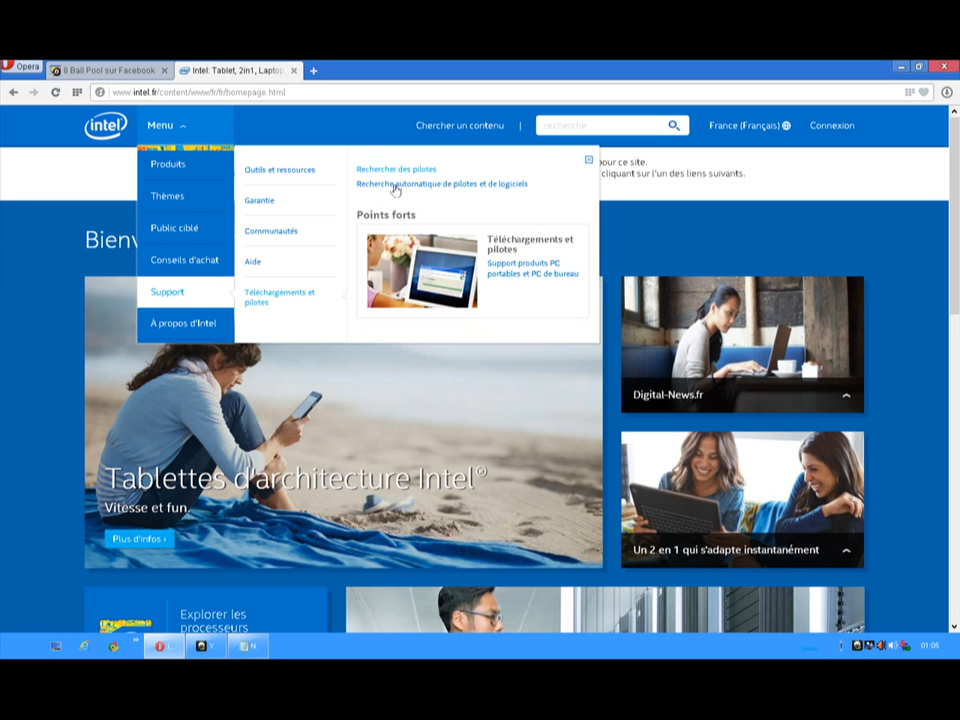 Opera
8 Ball Pool sur Facebook
Intel: Tablet, 2in1, Laptop
www.intel.fr/content/www/fr/fr/homepage.html
intel
Menu
Chercher un contenu
|
recherche
France (Français)
Connexion
Produits
Thèmes
Public ciblé
Conseils d'achat
Support
À propos d'Intel
Outils et ressources
Garantie
Communautés
Aide
Téléchargements et
pilotes
Rechercher des pilotes
Recherche automatique de pilotes et de logiciels
Points forts
Téléchargements et
pilotes
Support produits PC
portables et PC de bureau
pour ce site.
cliquant sur l'un des liens suivants.
Bienv
Tablettes d'architecture Intel®
Vitesse et fun.
Plus d'infos ›
Digital-News.fr
Un 2 en 1 qui s'adapte instantanément
Explorer les
processeurs
Y.
N.
01:05